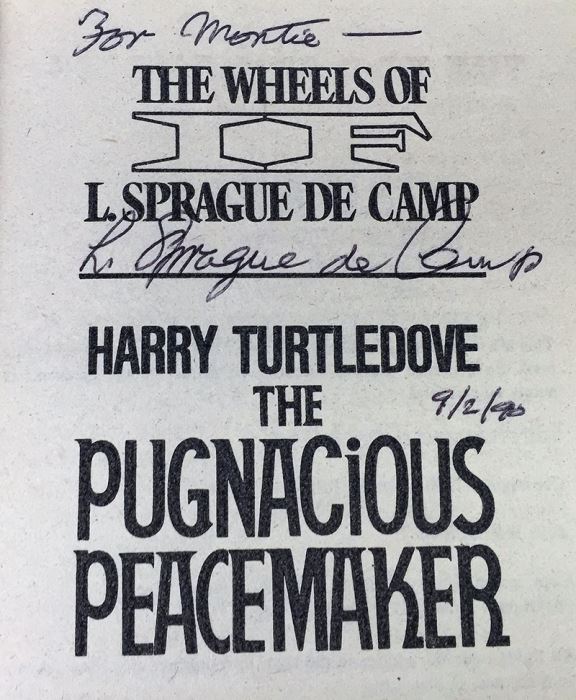 For Montie —
THE WHEELS OF
IF
L. SPRAGUE DE CAMP
L. Sprague de Camp
HARRY TURTLEDOVE
THE
9/2/90
PUGNACiOUS
PEACEMAKER